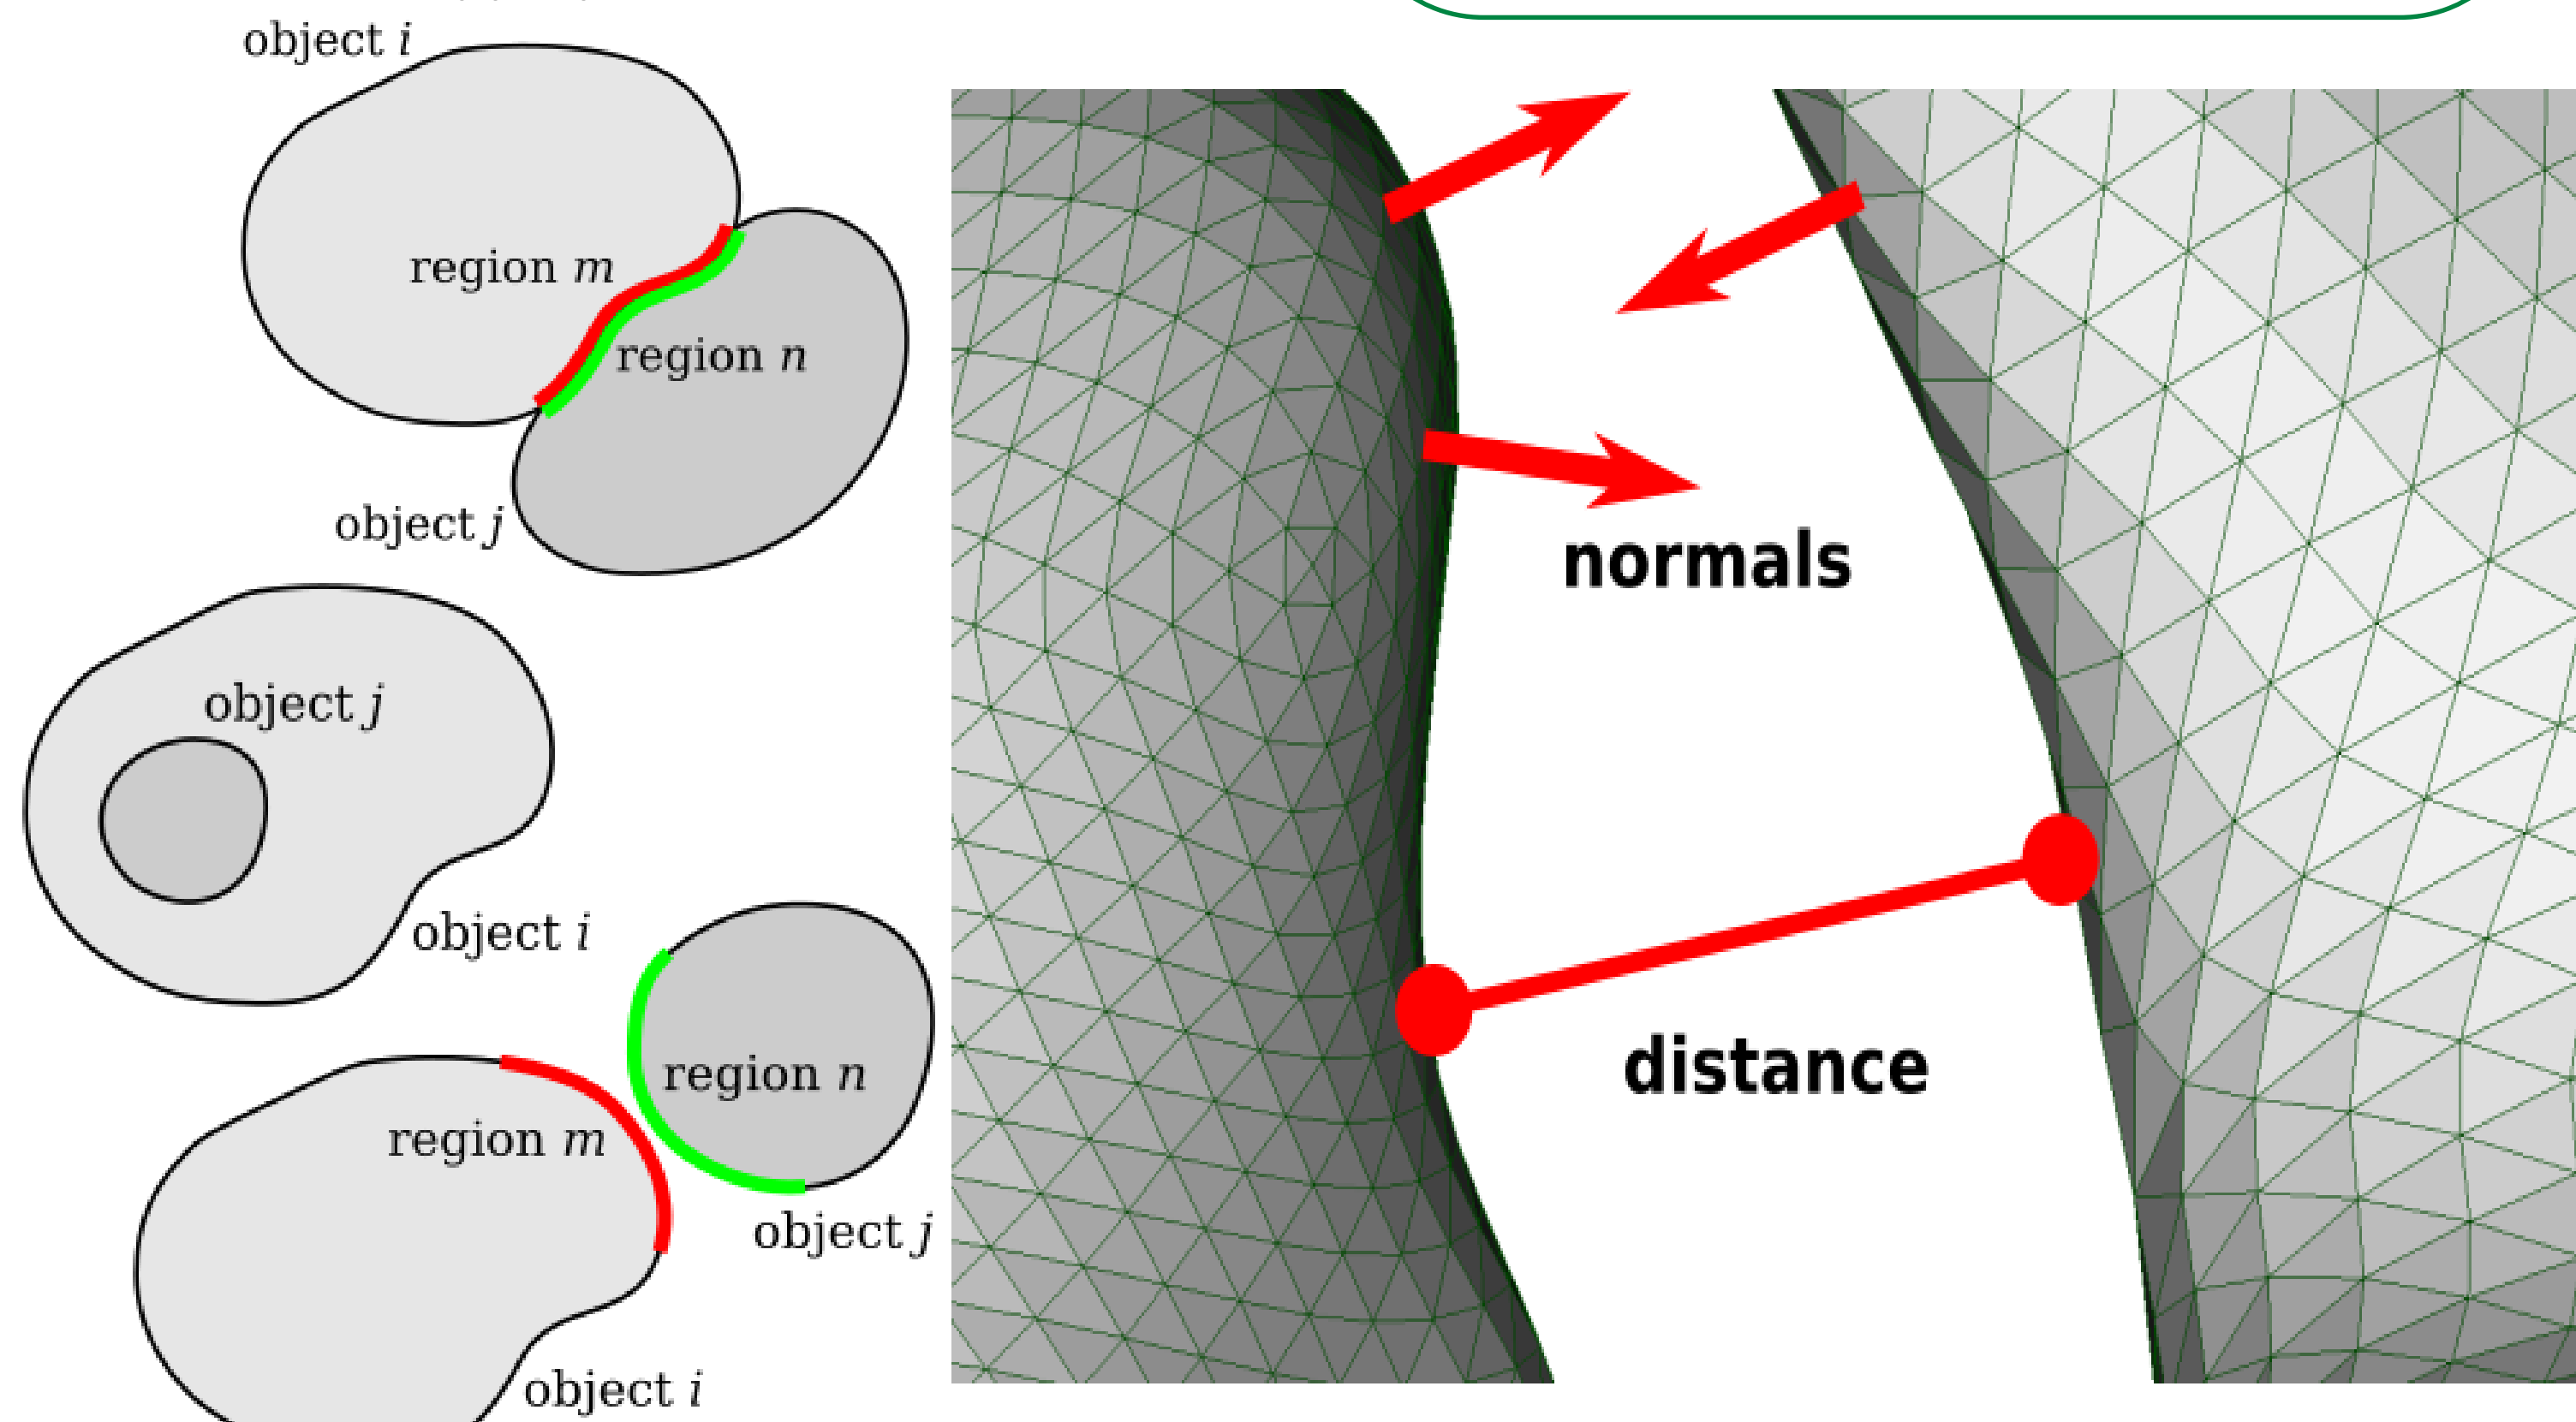 object i
region m
region n
object j
object j
object i
region n
region m
object j
object i
normals
distance